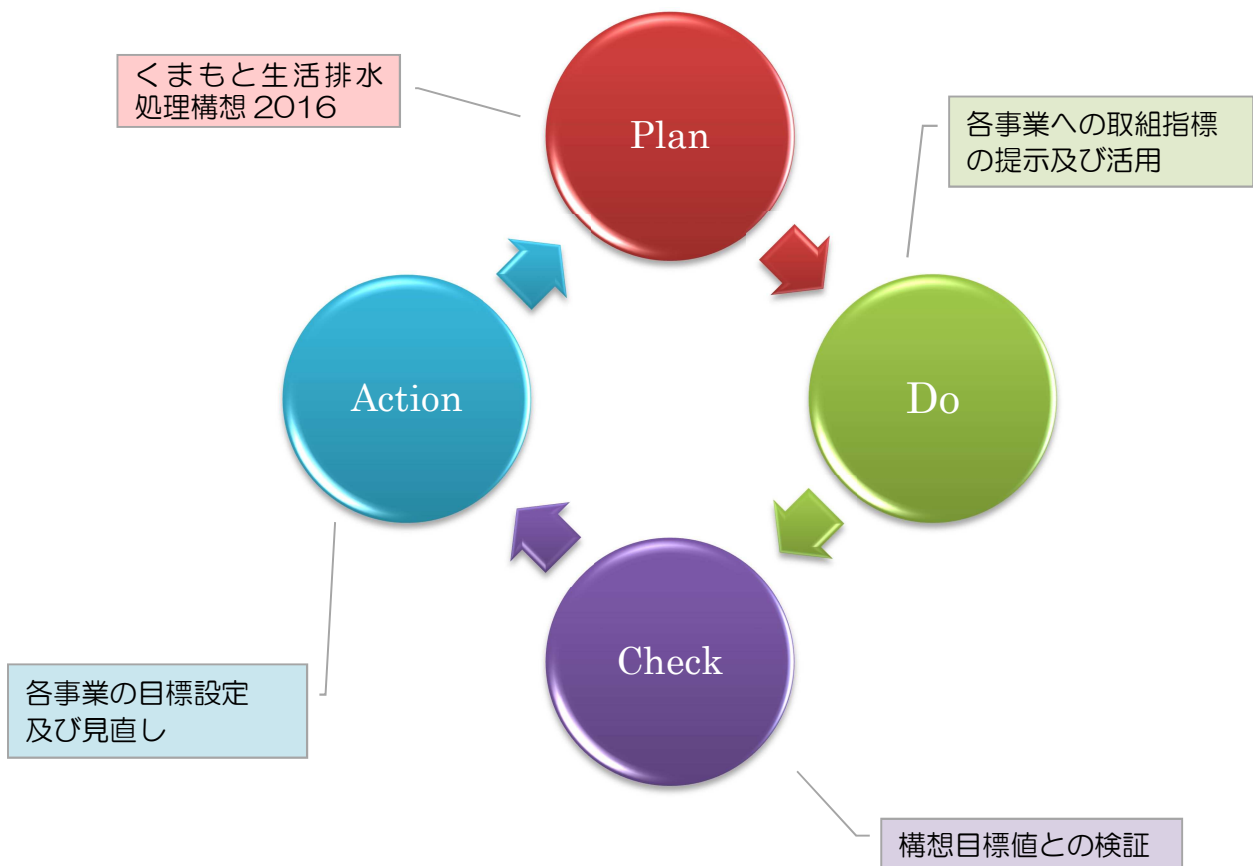 くまもと生活排水
処理構想 2016
Plan
各事業への取組指標
の提示及び活用
Do
Check
構想目標値との検証
Action
各事業の目標設定
及び見直し